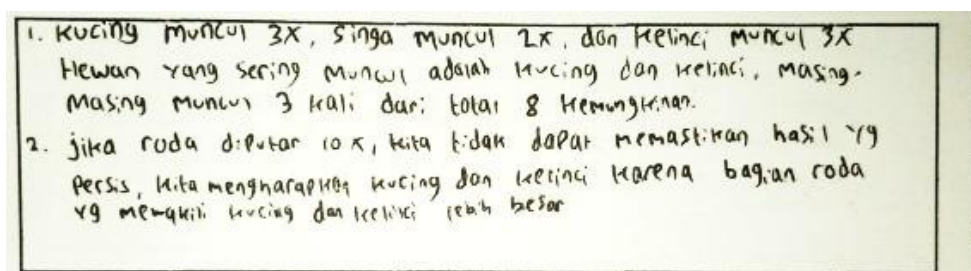 1. Kucing muncul 3x, singa muncul 2x, dan kelinci muncul 3x
Hewan yang sering muncul adalah kucing dan kelinci, masing-
masing muncul 3 kali dari total 8 kemungkinan.
2. jika roda diputar 10x, kita tidak dapat memastikan hasil yg
persis, kita mengharapkan kucing dan kelinci karena bagian roda
yg mewakili kucing dan kelinci lebih besar